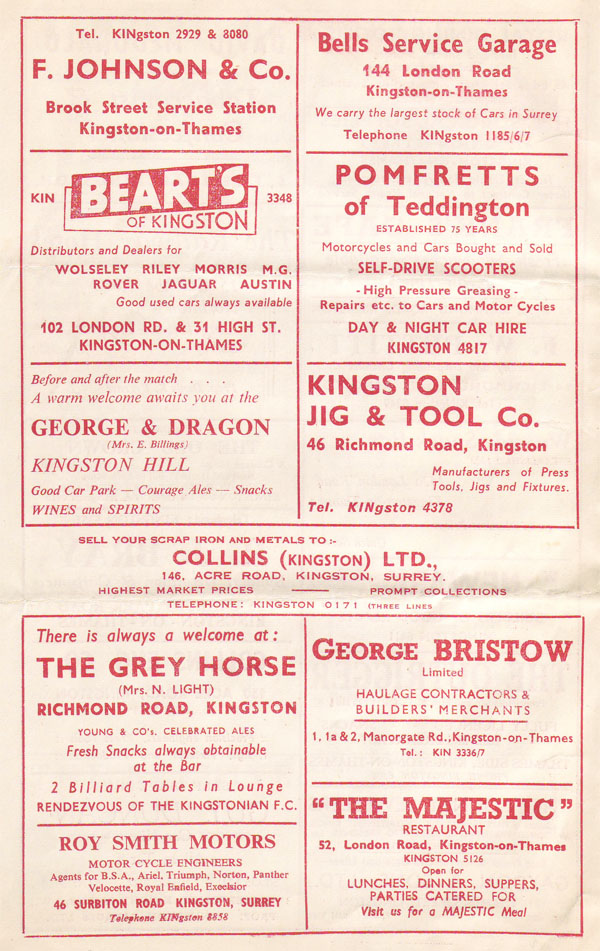 Tel. KINgston 2929 & 8080
F. JOHNSON & Co.
Brook Street Service Station
Kingston-on-Thames
KIN
BEART'S
OF KINGSTON
3348
Distributors and Dealers for
WOLSELEY RILEY MORRIS M.G.
ROVER JAGUAR AUSTIN
Good used cars always available
102 LONDON RD. & 31 HIGH ST.
KINGSTON-ON-THAMES
Before and after the match . . .
A warm welcome awaits you at the
GEORGE & DRAGON
(Mrs. E. Billings)
KINGSTON HILL
Good Car Park — Courage Ales — Snacks
WINES and SPIRITS
Bells Service Garage
144 London Road
Kingston-on-Thames
We carry the largest stock of Cars in Surrey
Telephone KINgston 1185/6/7
POMFRETTS
of Teddington
ESTABLISHED 75 YEARS
Motorcycles and Cars Bought and Sold
SELF-DRIVE SCOOTERS
- High Pressure Greasing -
Repairs etc. to Cars and Motor Cycles
DAY & NIGHT CAR HIRE
KINGSTON 4817
KINGSTON
JIG & TOOL Co.
46 Richmond Road, Kingston
Manufacturers of Press
Tools, Jigs and Fixtures.
Tel. KINgston 4378
SELL YOUR SCRAP IRON AND METALS TO :-
COLLINS (KINGSTON) LTD.,
146, ACRE ROAD, KINGSTON, SURREY.
HIGHEST MARKET PRICES —— PROMPT COLLECTIONS
TELEPHONE: KINGSTON 0171 (THREE LINES
There is always a welcome at :
THE GREY HORSE
(Mrs. N. LIGHT)
RICHMOND ROAD, KINGSTON
YOUNG & CO's. CELEBRATED ALES
Fresh Snacks always obtainable
at the Bar
2 Billiard Tables in Lounge
RENDEZVOUS OF THE KINGSTONIAN F.C.
ROY SMITH MOTORS
MOTOR CYCLE ENGINEERS
Agents for B.S.A., Ariel, Triumph, Norton, Panther
Velocette, Royal Enfield, Excelsior
46 SURBITON ROAD KINGSTON, SURREY
Telephone KINgston 8858
GEORGE BRISTOW
Limited
HAULAGE CONTRACTORS &
BUILDERS' MERCHANTS
1, 1a & 2, Manorgate Rd., Kingston-on-Thames
Tel. : KIN 3336/7
"THE MAJESTIC"
RESTAURANT
52, London Road, Kingston-on-Thames
KINGSTON 5126
Open for
LUNCHES, DINNERS, SUPPERS,
PARTIES CATERED FOR
Visit us for a MAJESTIC Meal